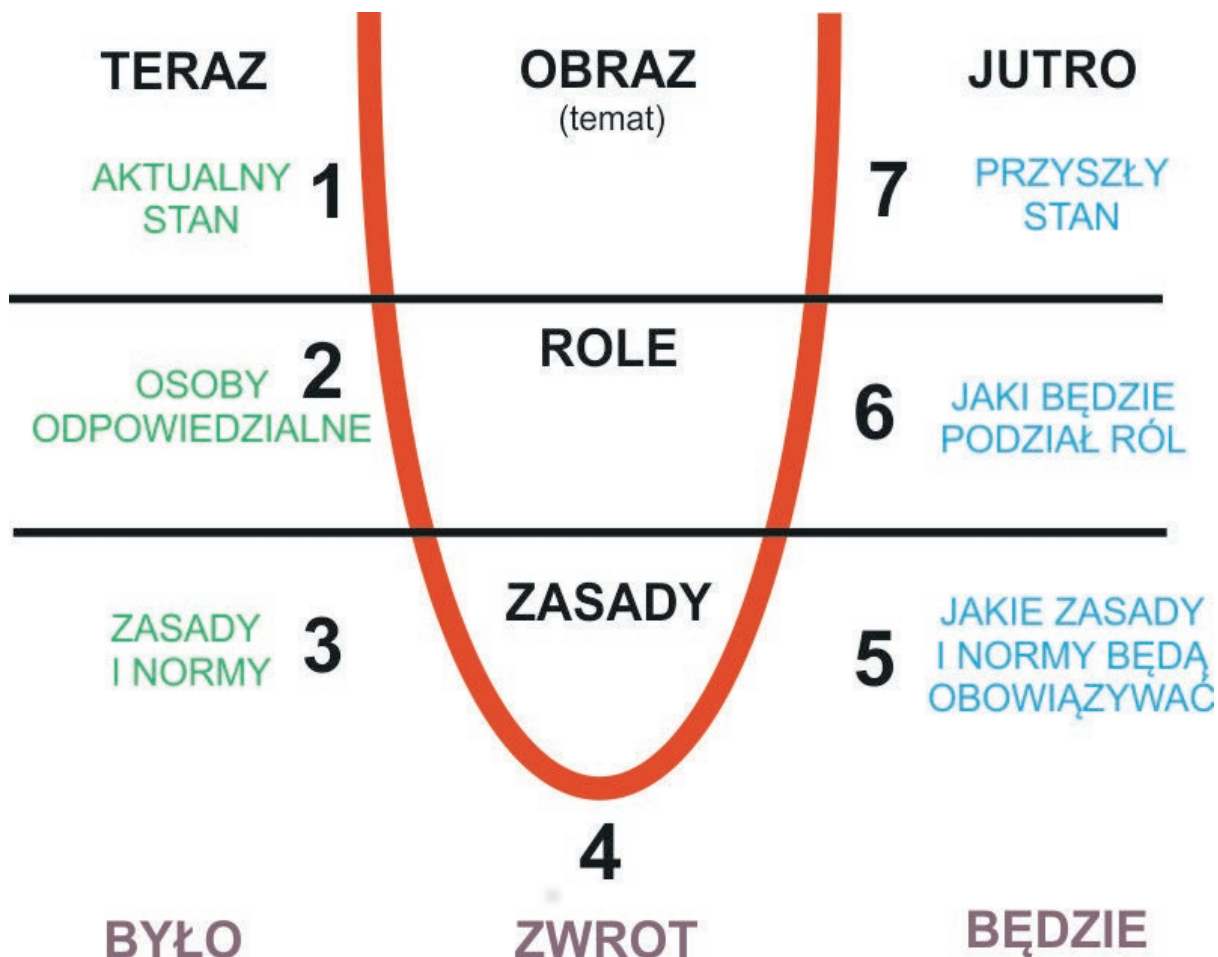 TERAZ
OBRAZ
JUTRO
(temat)
AKTUALNY
STAN
1
7
PRZYSZŁY
STAN
ROLE
OSOBY
ODPOWIEDZIALNE
2
6
JAKI BĘDZIE
PODZIAŁ RÓL
ZASADY
ZASADY
I NORMY
3
5
JAKIE ZASADY
I NORMY BĘDĄ
OBOWIĄZYWAĆ
4
BYŁO
ZWROT
BĘDZIE